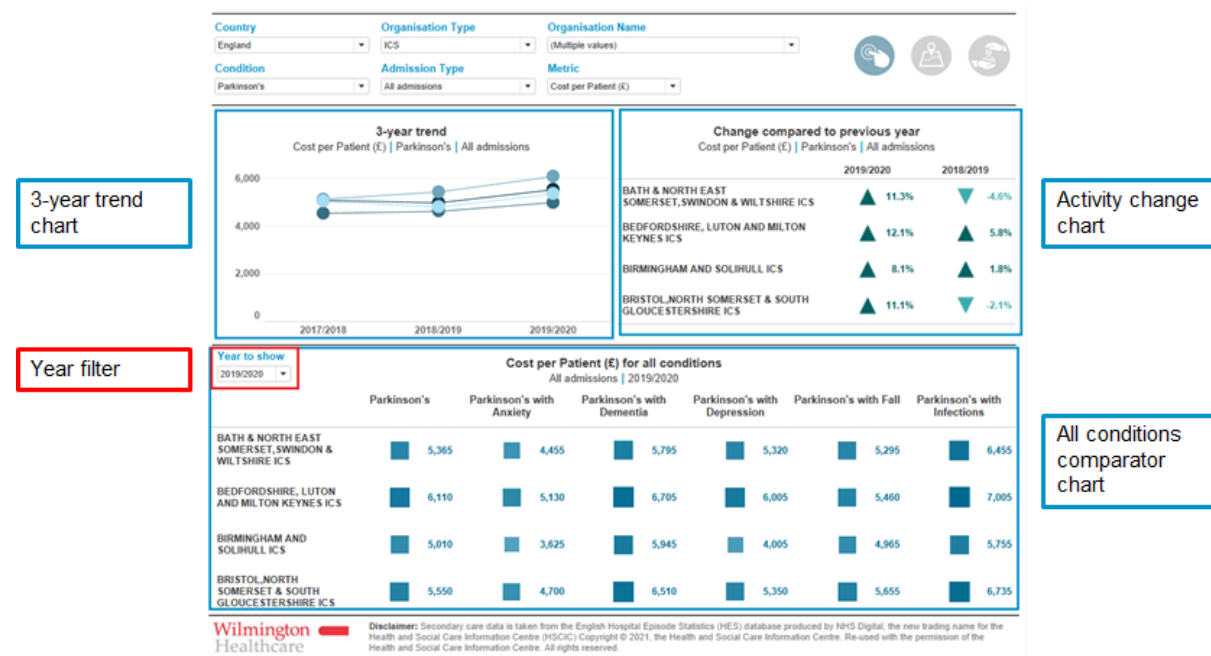 Country
Organisation Type
Organisation Name
England
ICS
(Multiple values)
Condition
Admission Type
Metric
Parkinson's
All admissions
Cost per Patient (£)
3-year trend
Cost per Patient (£) | Parkinson's | All admissions
6,000
4,000
2,000
0
2017/2018
2018/2019
2019/2020
Change compared to previous year
Cost per Patient (£) | Parkinson's | All admissions
2019/2020
2018/2019
BATH & NORTH EAST
SOMERSET,SWINDON & WILTSHIRE ICS
11.3%
-4.6%
BEDFORDSHIRE, LUTON AND MILTON
KEYNES ICS
12.1%
5.8%
BIRMINGHAM AND SOLIHULL ICS
8.1%
1.8%
BRISTOL,NORTH SOMERSET & SOUTH
GLOUCESTERSHIRE ICS
11.1%
-2.1%
3-year trend
chart
Activity change
chart
Year filter
Year to show
2019/2020
Cost per Patient (£) for all conditions
All admissions | 2019/2020
Parkinson's
Parkinson's with
Anxiety
Parkinson's with
Dementia
Parkinson's with
Depression
Parkinson's with Fall
Parkinson's with
Infections
BATH & NORTH EAST
SOMERSET,SWINDON &
WILTSHIRE ICS
5,365
4,455
5,795
5,320
5,295
6,455
BEDFORDSHIRE, LUTON
AND MILTON KEYNES ICS
6,110
5,130
6,705
6,005
5,460
7,005
BIRMINGHAM AND
SOLIHULL ICS
5,010
3,625
5,945
4,005
4,965
5,755
BRISTOL,NORTH
SOMERSET & SOUTH
GLOUCESTERSHIRE ICS
5,550
4,700
6,510
5,350
5,655
6,735
All conditions
comparator
chart
Wilmington
Healthcare
Disclaimer: Secondary care data is taken from the English Hospital Episode Statistics (HES) database produced by NHS Digital, the new trading name for the
Health and Social Care Information Centre (HSCIC) Copyright © 2021, the Health and Social Care Information Centre. Re-used with the permission of the
Health and Social Care Information Centre. All rights reserved.